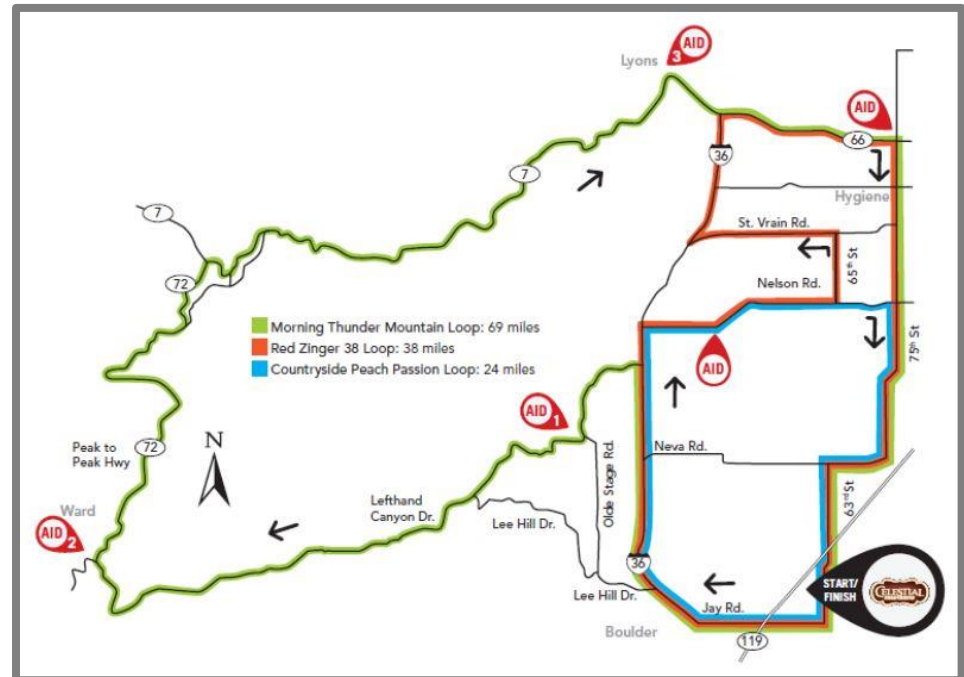 Lyons
AID
3
AID
36
66
7
Hygiene
7
St. Vrain Rd.
65th St
72
Nelson Rd.
Morning Thunder Mountain Loop: 69 miles
Red Zinger 38 Loop: 38 miles
Countryside Peach Passion Loop: 24 miles
75th St
AID
AID
1
N
Peak to
Peak Hwy
72
Neva Rd.
Olde Stage Rd.
63rd St
Lefthand
Canyon Dr.
Ward
AID
2
Lee Hill Dr.
36
Lee Hill Dr.
Jay Rd.
START/
FINISH
CELESTIAL
Boulder
119